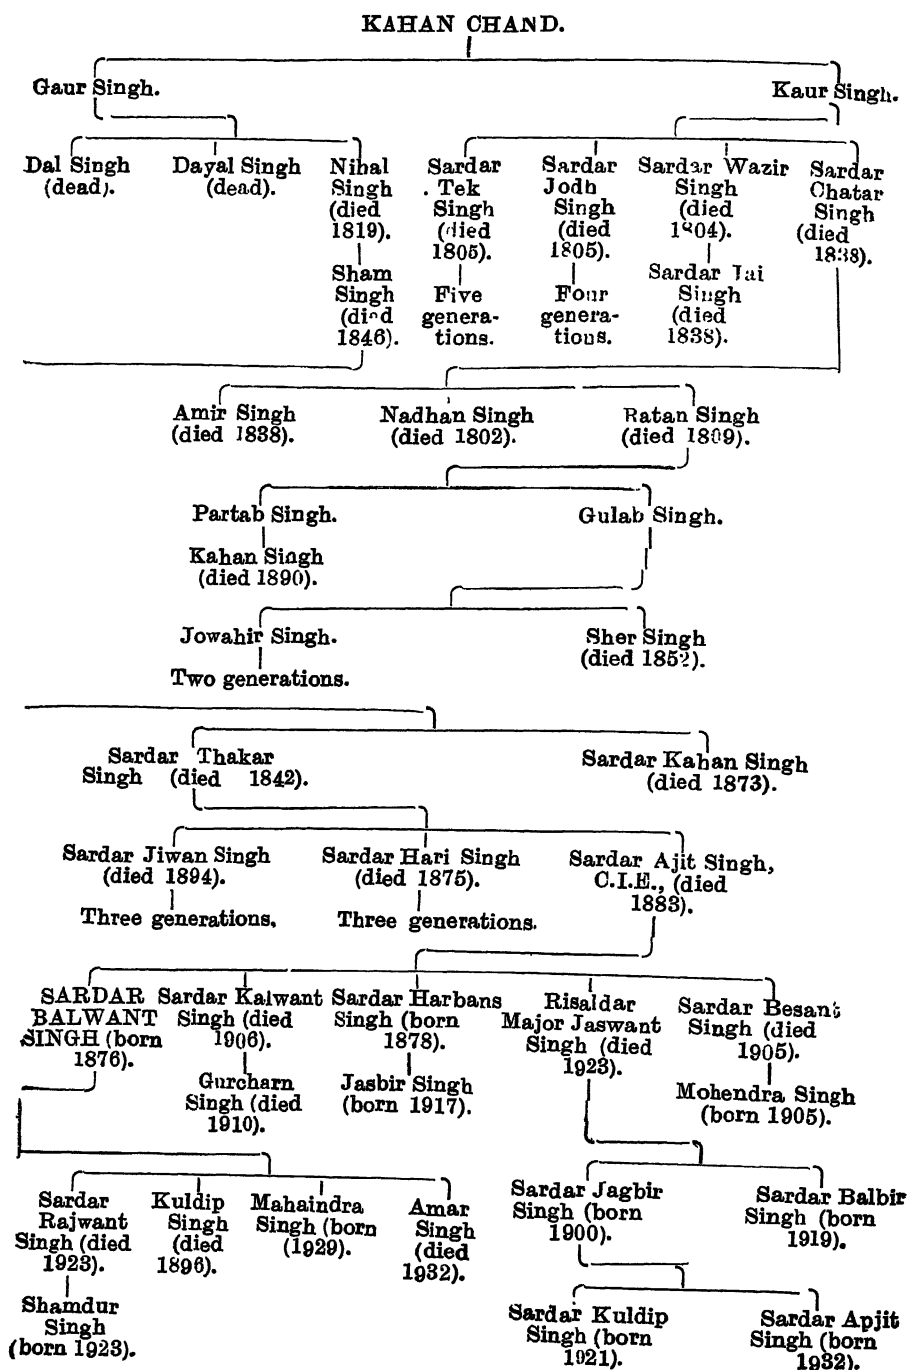 KAHAN CHAND.
Gaur Singh.
Kaur Singh.
Dal Singh
(dead).
Dayal Singh
(dead).
Nihal
Singh
(died
1819).
Sham
Singh
(died
1846).
Sardar
Tek
Singh
(died
1805).
Five
genera-
tions.
Sardar
Jodh
Singh
(died
1805).
Four
genera-
tions.
Sardar Wazir
Singh
(died
1804).
Sardar Jai
Singh
(died
1838).
Sardar
Chatar
Singh
(died
1838).
Amir Singh
(died 1838).
Nadhan Singh
(died 1802).
Ratan Singh
(died 1809).
Partab Singh.
Kahan Singh
(died 1890).
Gulab Singh.
Jowahir Singh.
Two generations.
Sher Singh
(died 1852).
Sardar Thakar
Singh (died 1842).
Sardar Kahan Singh
(died 1873).
Sardar Jiwan Singh
(died 1894).
Three generations.
Sardar Hari Singh
(died 1875).
Three generations.
Sardar Ajit Singh,
C.I.E., (died
1883).
SARDAR
BALWANT
SINGH (born
1876).
Sardar Kalwant
Singh (died
1906).
Gurcharn
Singh (died
1910).
Sardar Harbans
Singh (born
1878).
Jasbir Singh
(born 1917).
Risaldar
Major Jaswant
Singh (died
1923).
Sardar Besant
Singh (died
1905).
Mohendra Singh
(born 1905).
Sardar
Rajwant
Singh (died
1923).
Shamdur
Singh
(born 1923).
Kuldip
Singh
(died
1896).
Mahaindra
Singh (born
(1929).
Amar
Singh
(died
1932).
Sardar Jagbir
Singh (born
1900).
Sardar Balbir
Singh (born
1919).
Sardar Kuldip
Singh (born
1921).
Sardar Apjit
Singh (born
1932).